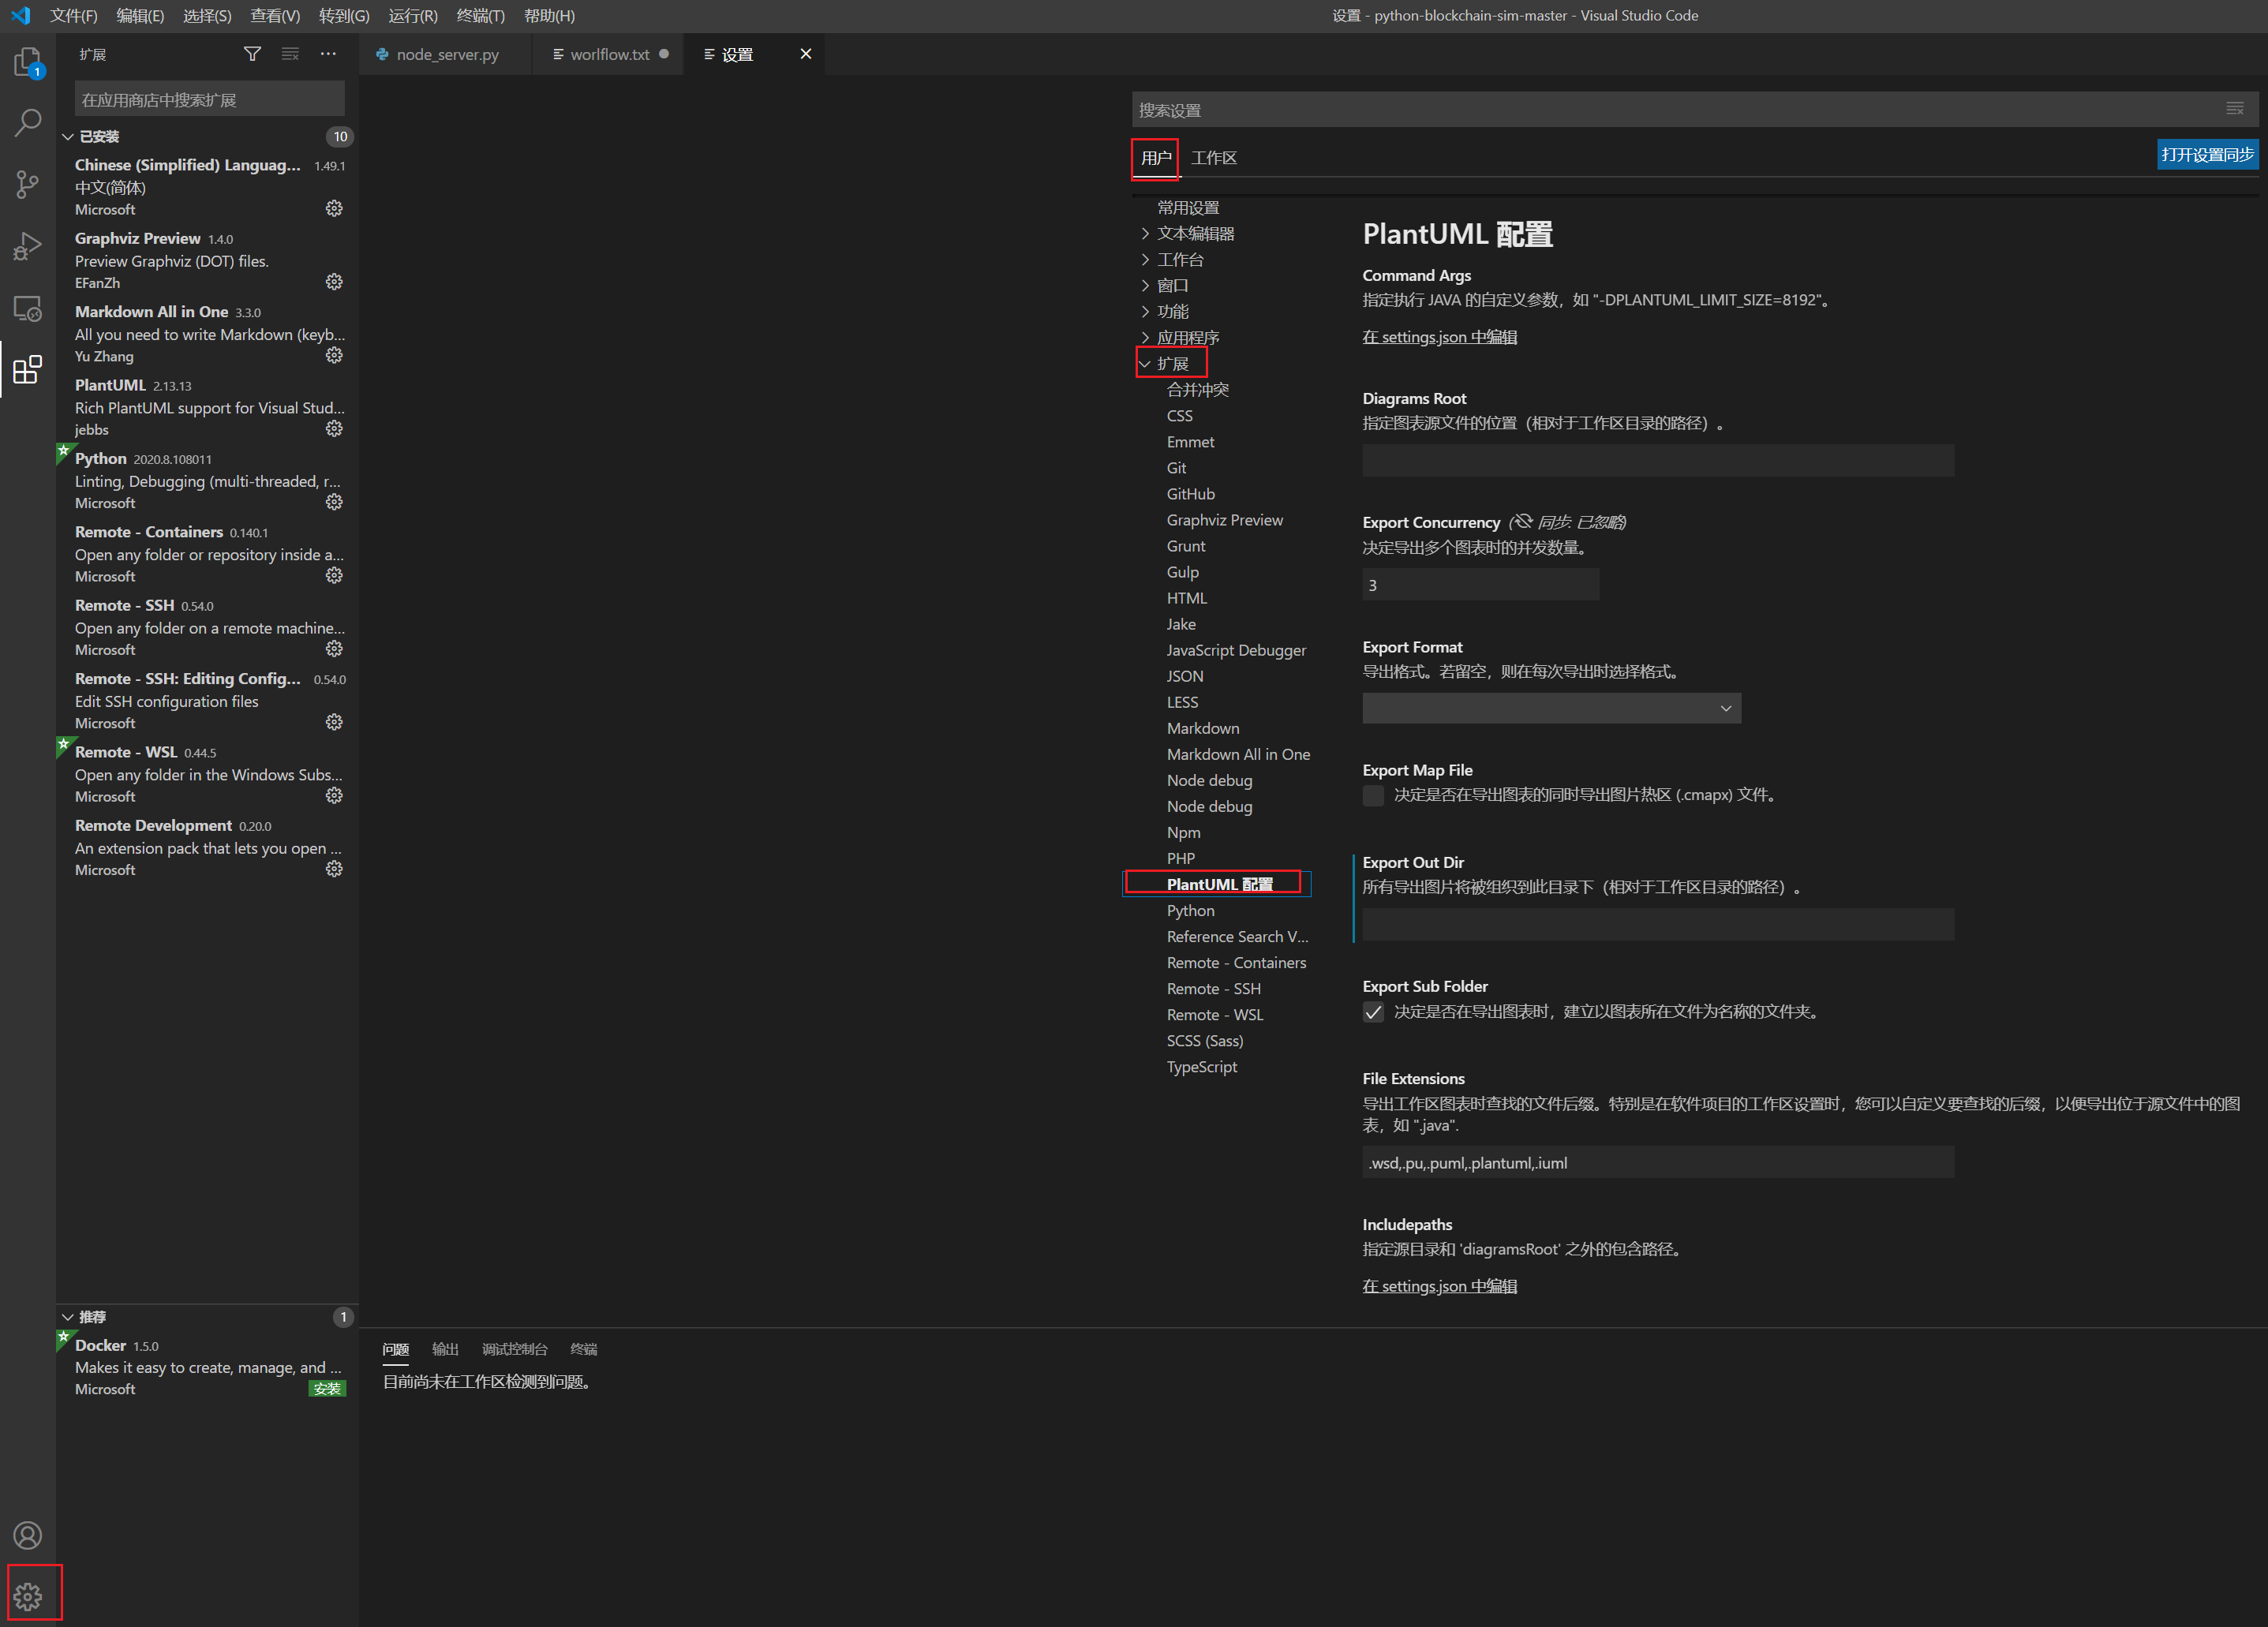 文件(F) 编辑(E) 选择(S) 查看(V) 转到(G) 运行(R) 终端(T) 帮助(H)
设置 - python-blockchain-sim-master - Visual Studio Code
1
扩展
在应用商店中搜索扩展
已安装 10
Chinese (Simplified) Languag... 1.49.1
中文(简体)
Microsoft
Graphviz Preview 1.4.0
Preview Graphviz (DOT) files.
EFanZh
Markdown All in One 3.3.0
All you need to write Markdown (keyb...
Yu Zhang
PlantUML 2.13.13
Rich PlantUML support for Visual Stud...
jebbs
Python 2020.8.108011
Linting, Debugging (multi-threaded, r...
Microsoft
Remote - Containers 0.140.1
Open any folder or repository inside a...
Microsoft
Remote - SSH 0.54.0
Open any folder on a remote machine...
Microsoft
Remote - SSH: Editing Config... 0.54.0
Edit SSH configuration files
Microsoft
Remote - WSL 0.44.5
Open any folder in the Windows Subs...
Microsoft
Remote Development 0.20.0
An extension pack that lets you open ...
Microsoft
推荐 1
Docker 1.5.0
Makes it easy to create, manage, and ...
Microsoft 安装
node_server.py
worlflow.txt
设置
搜索设置
用户 工作区
打开设置同步
常用设置
文本编辑器
工作台
窗口
功能
应用程序
扩展
合并冲突
CSS
Emmet
Git
GitHub
Graphviz Preview
Grunt
Gulp
HTML
Jake
JavaScript Debugger
JSON
LESS
Markdown
Markdown All in One
Node debug
Node debug
Npm
PHP
PlantUML 配置
Python
Reference Search V...
Remote - Containers
Remote - SSH
Remote - WSL
SCSS (Sass)
TypeScript
PlantUML 配置
Command Args
指定执行 JAVA 的自定义参数，如 "-DPLANTUML_LIMIT_SIZE=8192"。
在 settings.json 中编辑
Diagrams Root
指定图表源文件的位置（相对于工作区目录的路径）。
Export Concurrency (同步: 已忽略)
决定导出多个图表时的并发数量。
3
Export Format
导出格式。若留空，则在每次导出时选择格式。
Export Map File
决定是否在导出图表的同时导出图片热区 (.cmapx) 文件。
Export Out Dir
所有导出图片将被组织到此目录下（相对于工作区目录的路径）。
Export Sub Folder
决定是否在导出图表时，建立以图表所在文件为名称的文件夹。
File Extensions
导出工作区图表时查找的文件后缀。特别是在软件项目的工作区设置时，您可以自定义要查找的后缀，以便导出位于源文件中的图
表，如 ".java".
.wsd,.pu,.puml,.plantuml,.iuml
Includepaths
指定源目录和 'diagramsRoot' 之外的包含路径。
在 settings.json 中编辑
问题 输出 调试控制台 终端
目前尚未在工作区检测到问题。